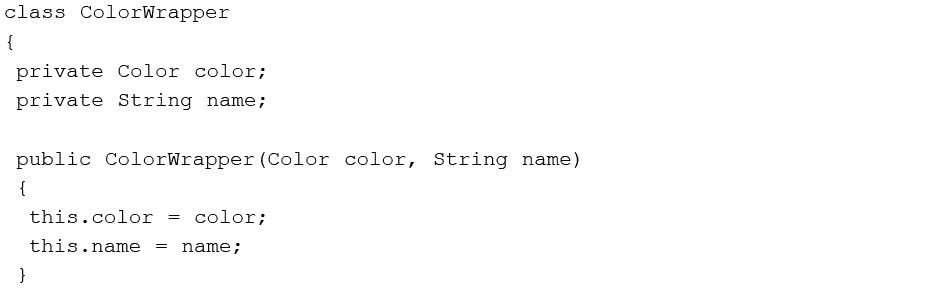 class ColorWrapper
{
private Color color;
private String name;
public ColorWrapper(Color color, String name)
{
this.color = color;
this.name = name;
}